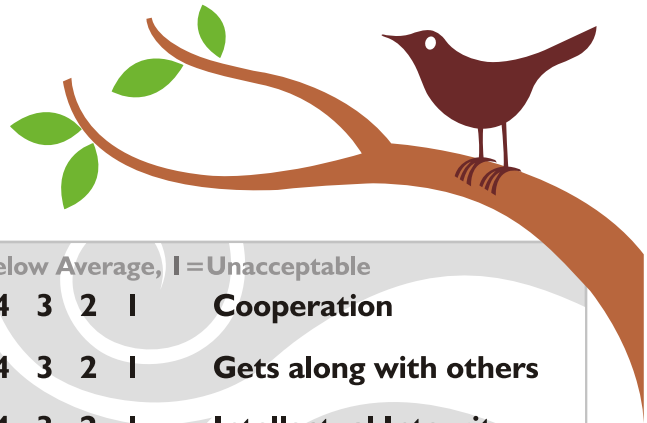 elow Average, 1=Unacceptable
4 3 2 1 Cooperation
4 3 2 1 Gets along with others